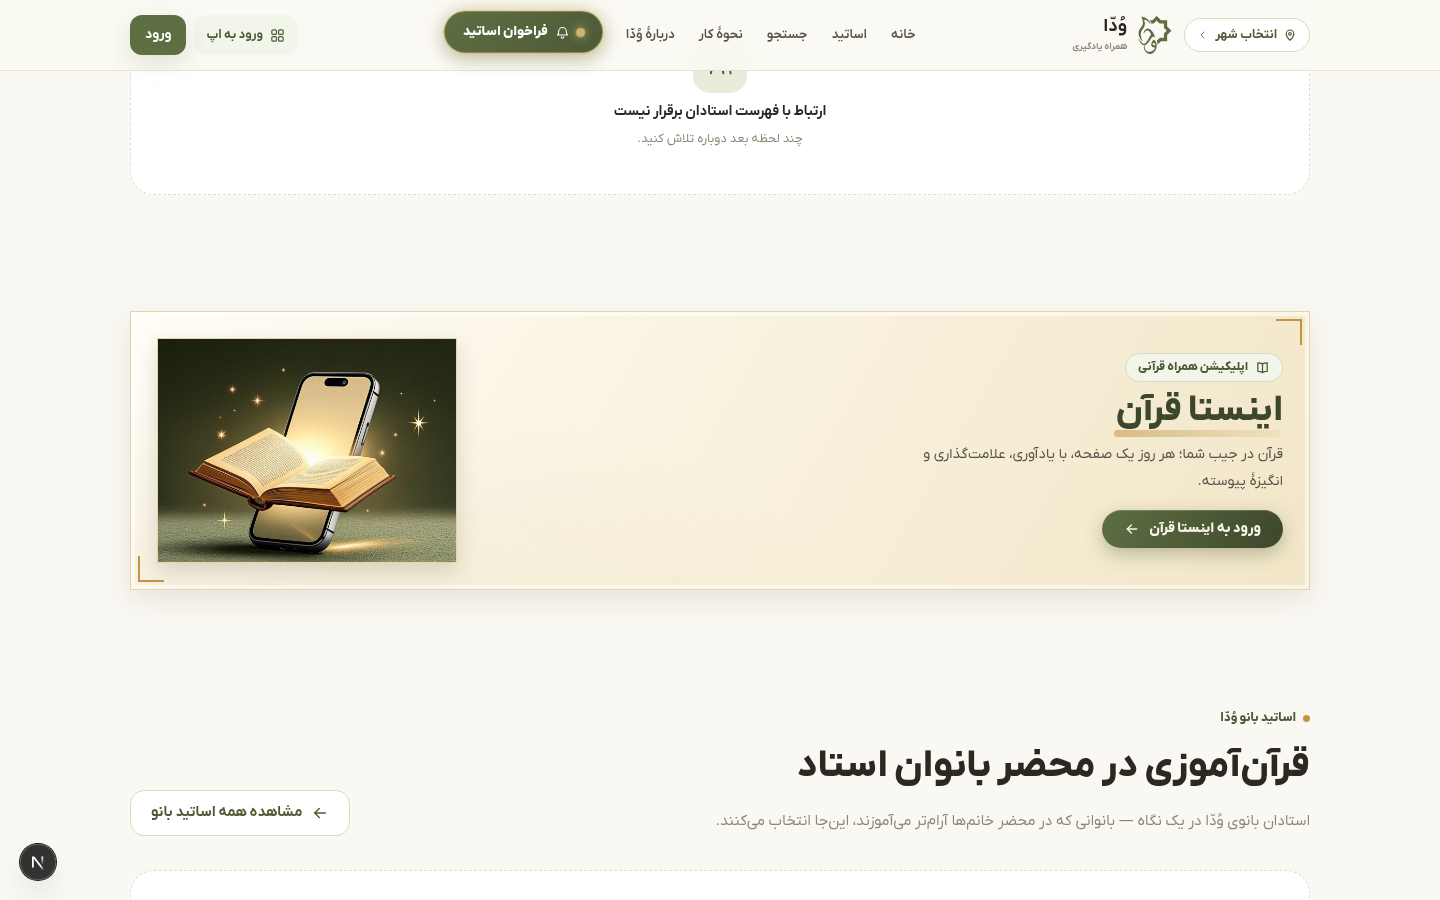 انتخاب شهر
وُدّا
همراه یادگیری
خانه
اساتید
جستجو
نحوهٔ کار
دربارهٔ وُدّا
فراخوان اساتید
ورود به اپ
ورود
ارتباط با فهرست استادان برقرار نیست
چند لحظه بعد دوباره تلاش کنید.
اپلیکیشن همراه قرآنی
اینستا قرآن
قرآن در جیب شما؛ هر روز یک صفحه، با یادآوری، علامت‌گذاری و
انگیزهٔ پیوسته.
ورود به اینستا قرآن
اساتید بانو وُدّا
قرآن‌آموزی در محضر بانوان استاد
استادان بانوی وُدّا در یک نگاه — بانوانی که در محضر خانم‌ها آرام‌تر می‌آموزند، این‌جا انتخاب می‌کنند.
مشاهده همه اساتید بانو
N